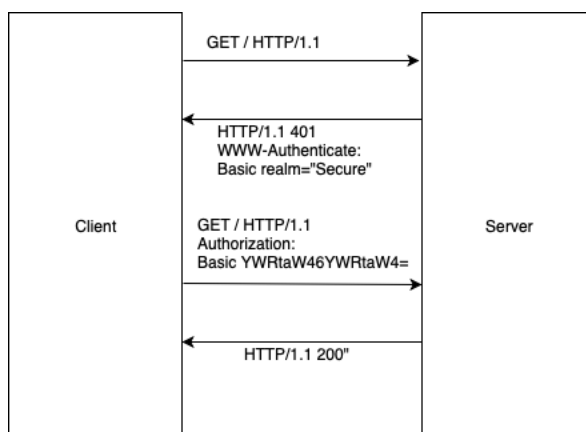 GET / HTTP/1.1
HTTP/1.1 401
WWW-Authenticate:
Basic realm="Secure"
Client
Server
GET / HTTP/1.1
Authorization:
Basic YWRtaW46YWRtaW4=
HTTP/1.1 200"